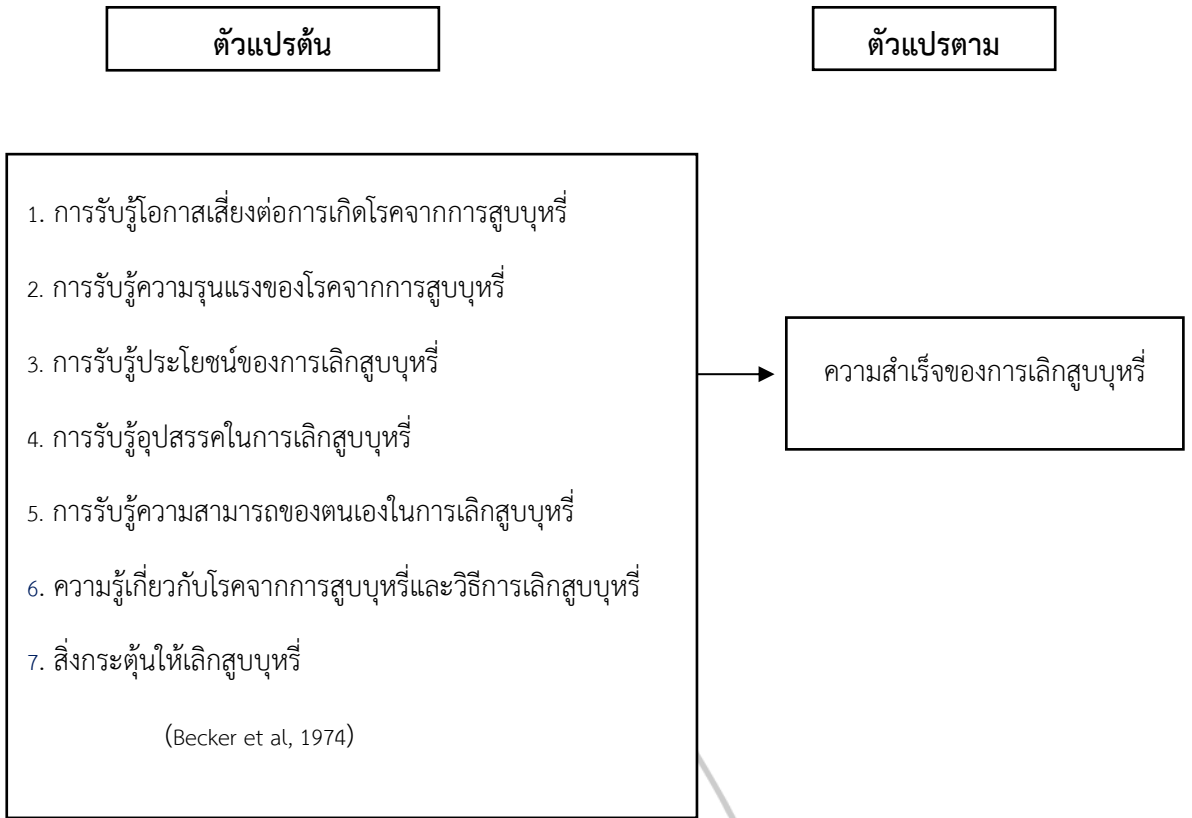 ตัวแปรต้น
ตัวแปรตาม
1. การรับรู้โอกาสเสี่ยงต่อการเกิดโรคจากการสูบบุหรี่
2. การรับรู้ความรุนแรงของโรคจากการสูบบุหรี่
3. การรับรู้ประโยชน์ของการเลิกสูบบุหรี่
4. การรับรู้อุปสรรคในการเลิกสูบบุหรี่
5. การรับรู้ความสามารถของตนเองในการเลิกสูบบุหรี่
6. ความรู้เกี่ยวกับโรคจากการสูบบุหรี่และวิธีการเลิกสูบบุหรี่
7. สิ่งกระตุ้นให้เลิกสูบบุหรี่
(Becker et al, 1974)
ความสำเร็จของการเลิกสูบบุหรี่